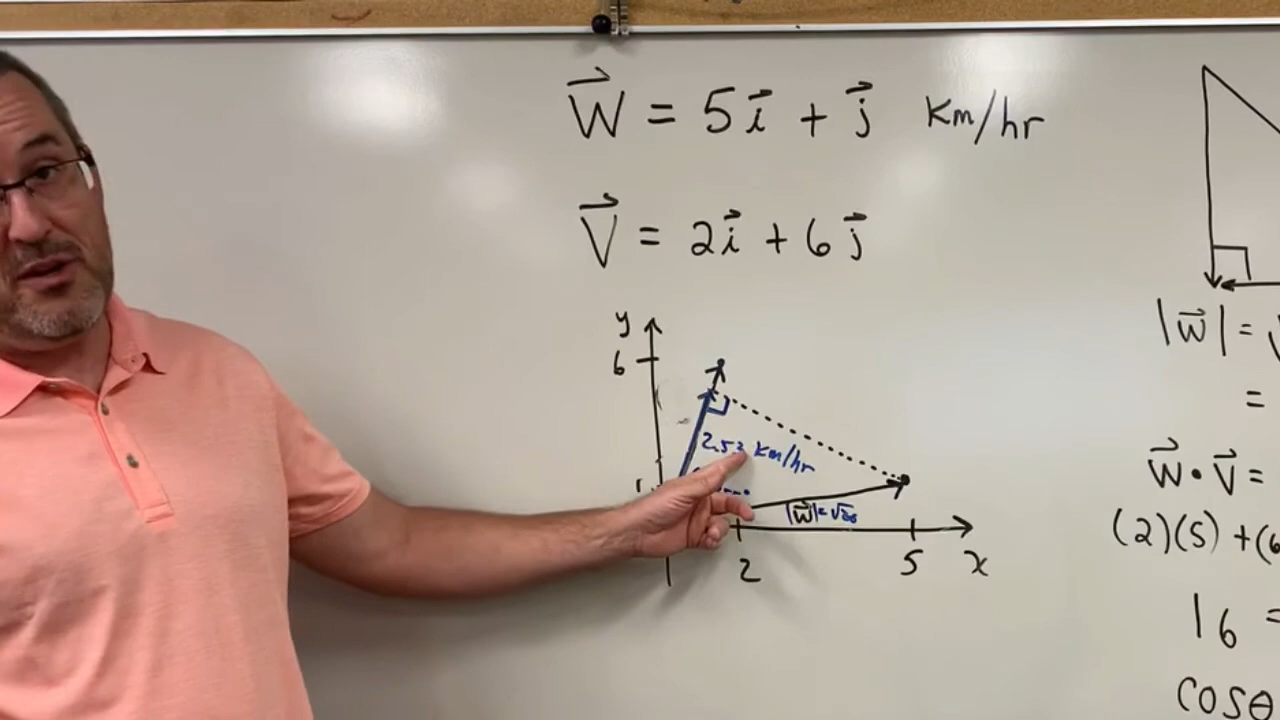 W⃗ = 5i⃗ + j⃗ Km/hr
V⃗ = 2i⃗ + 6j⃗
y
6
2.53 Km/hr
1
|W⃗| = √26
2 5 x
|W⃗| = √
=
W⃗ • V⃗ =
(2)(5) + (6
16 =
cosθ